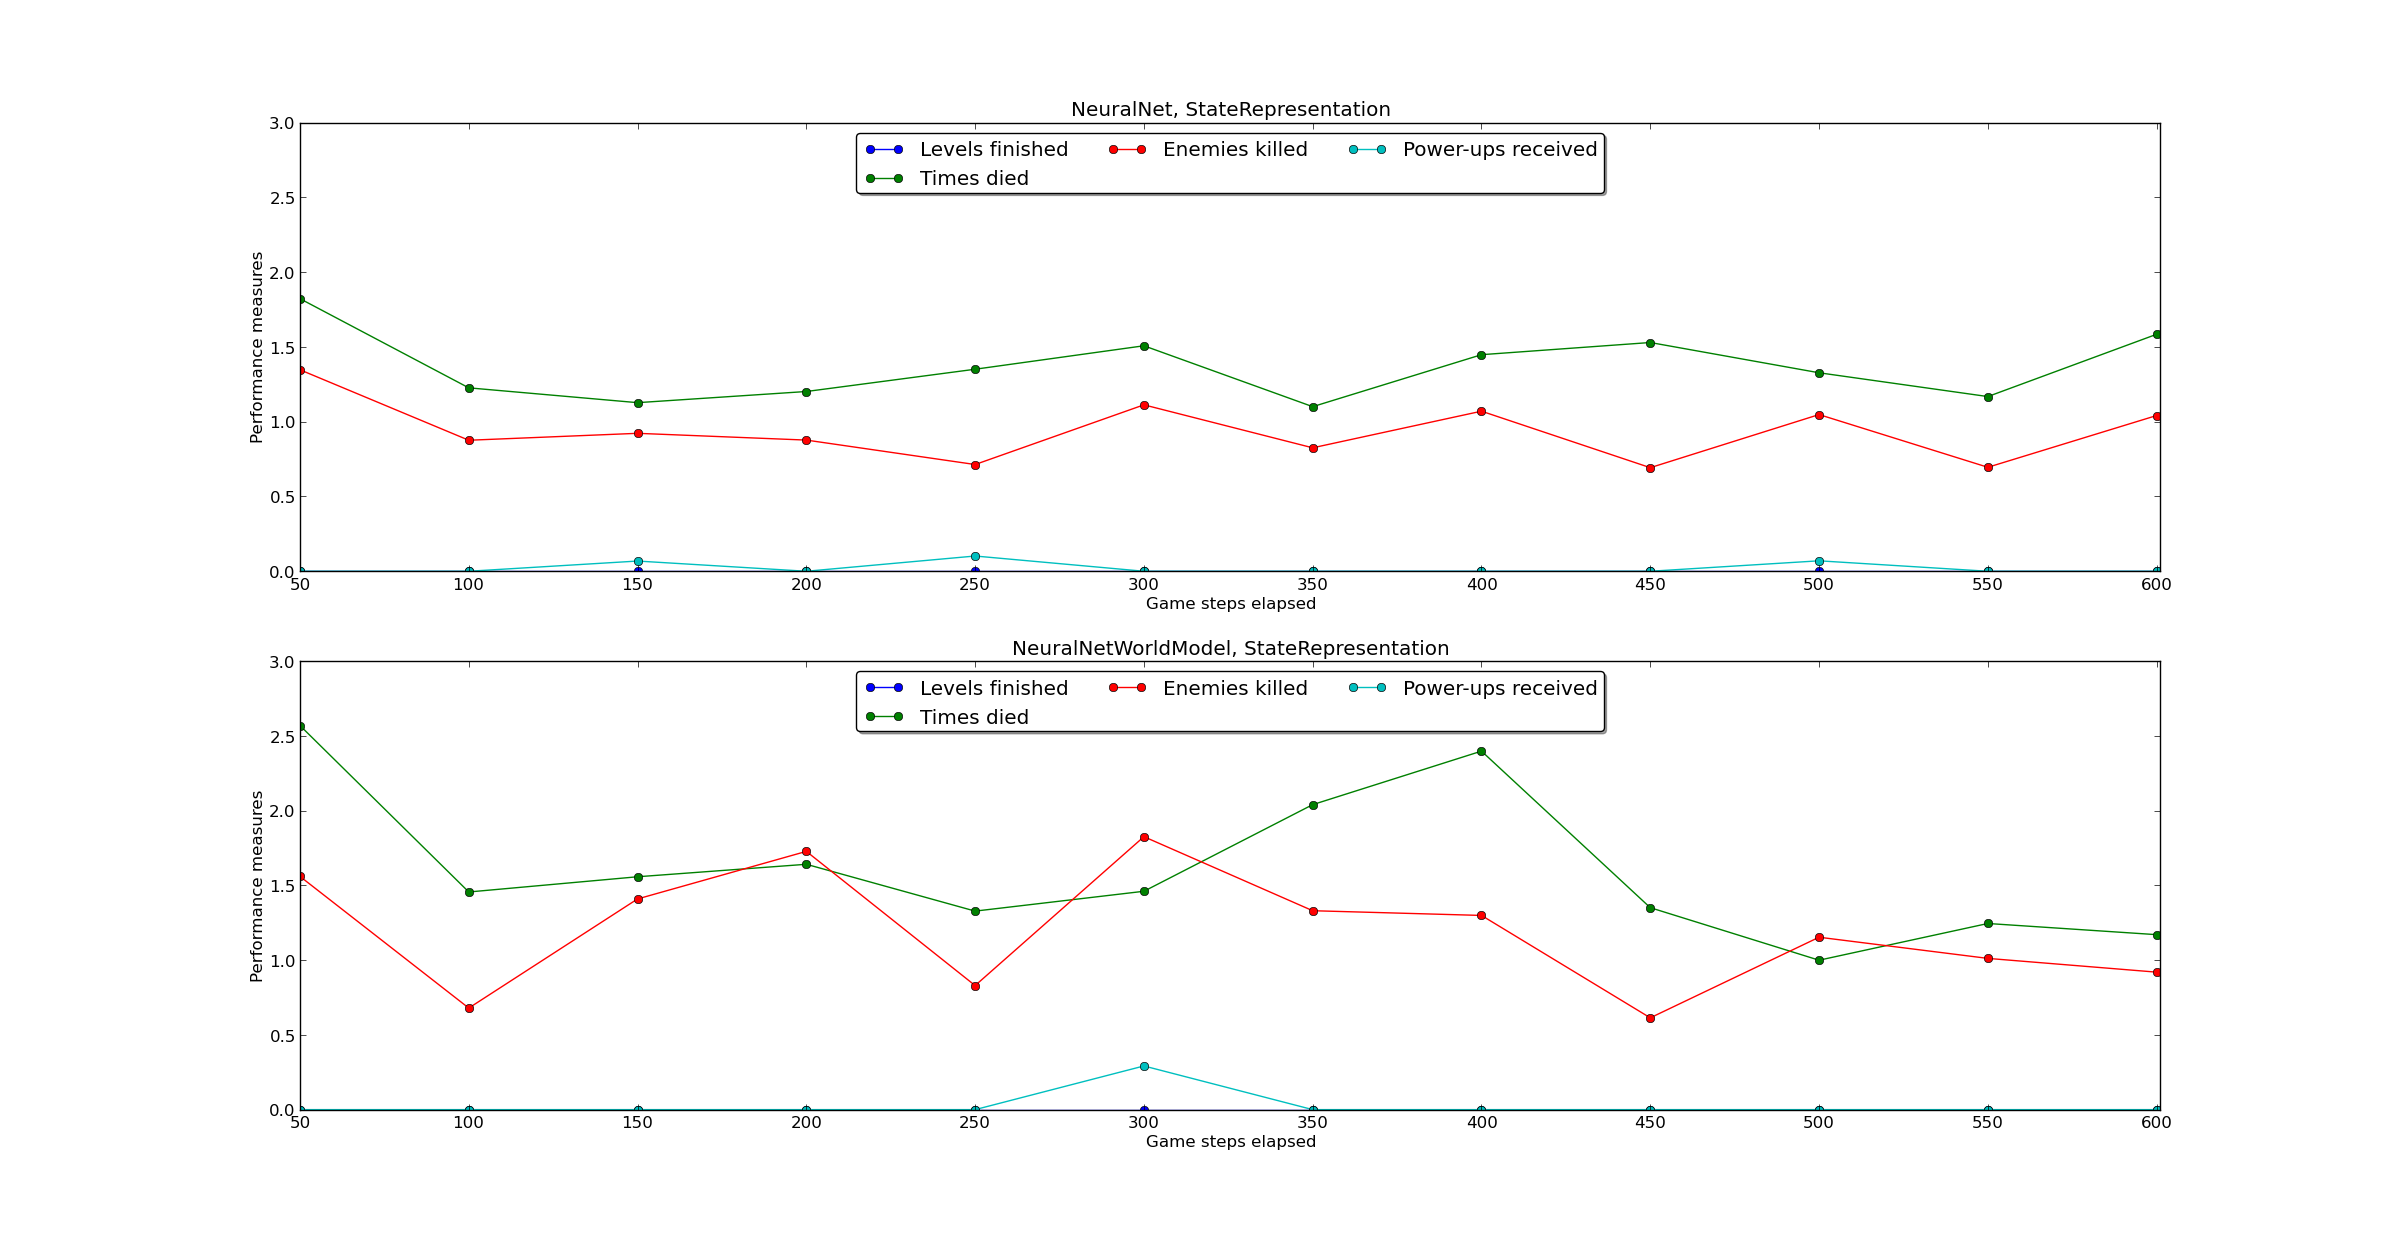 NeuralNet, StateRepresentation
3.0
2.5
2.0
1.5
1.0
0.5
0.0
Performance measures
Levels finished Enemies killed Power-ups received
Times died
50 100 150 200 250 300 350 400 450 500 550 600
Game steps elapsed
NeuralNetWorldModel, StateRepresentation
3.0
2.5
2.0
1.5
1.0
0.5
0.0
Performance measures
Levels finished Enemies killed Power-ups received
Times died
50 100 150 200 250 300 350 400 450 500 550 600
Game steps elapsed